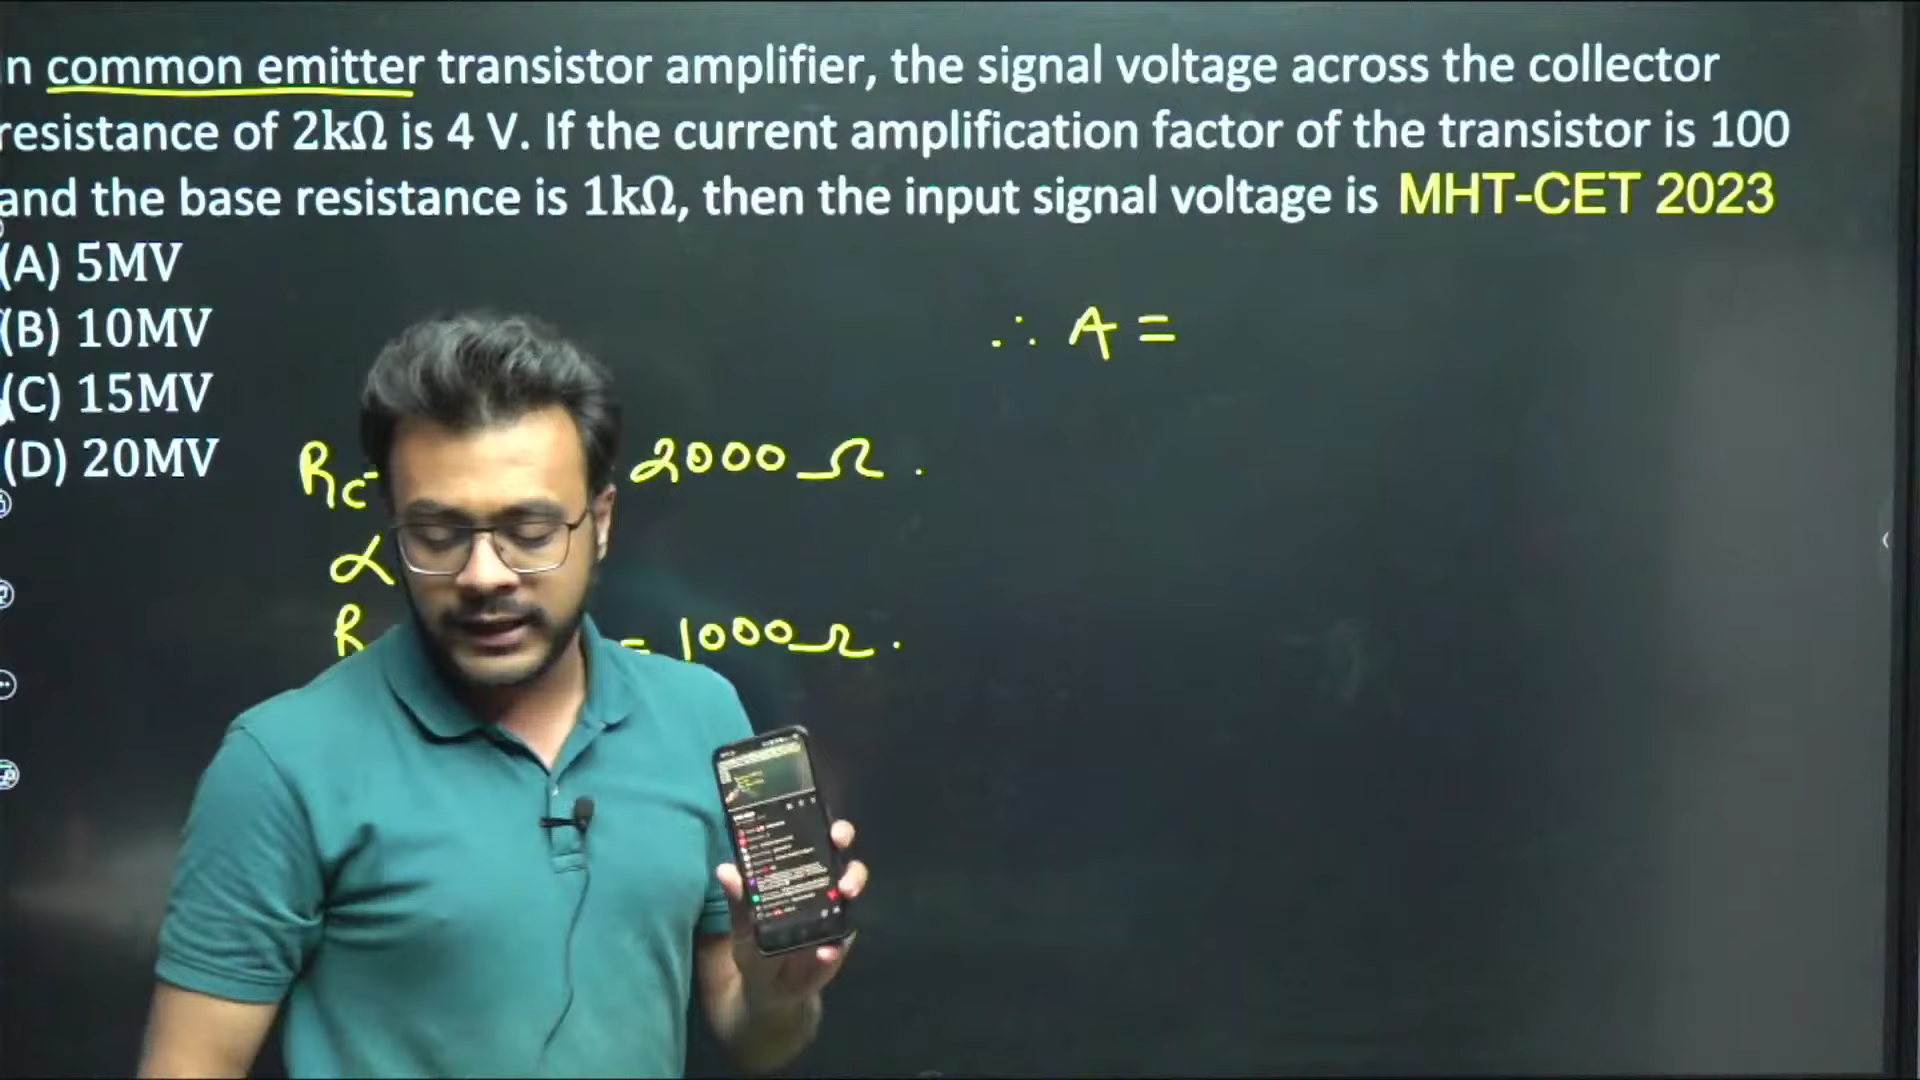 n common emitter transistor amplifier, the signal voltage across the collector
resistance of 2kΩ is 4 V. If the current amplification factor of the transistor is 100
and the base resistance is 1kΩ, then the input signal voltage is MHT-CET 2023
(A) 5MV
(B) 10MV
(C) 15MV
(D) 20MV
∴ A =
Rc 2000 Ω.
α
R = 1000Ω.